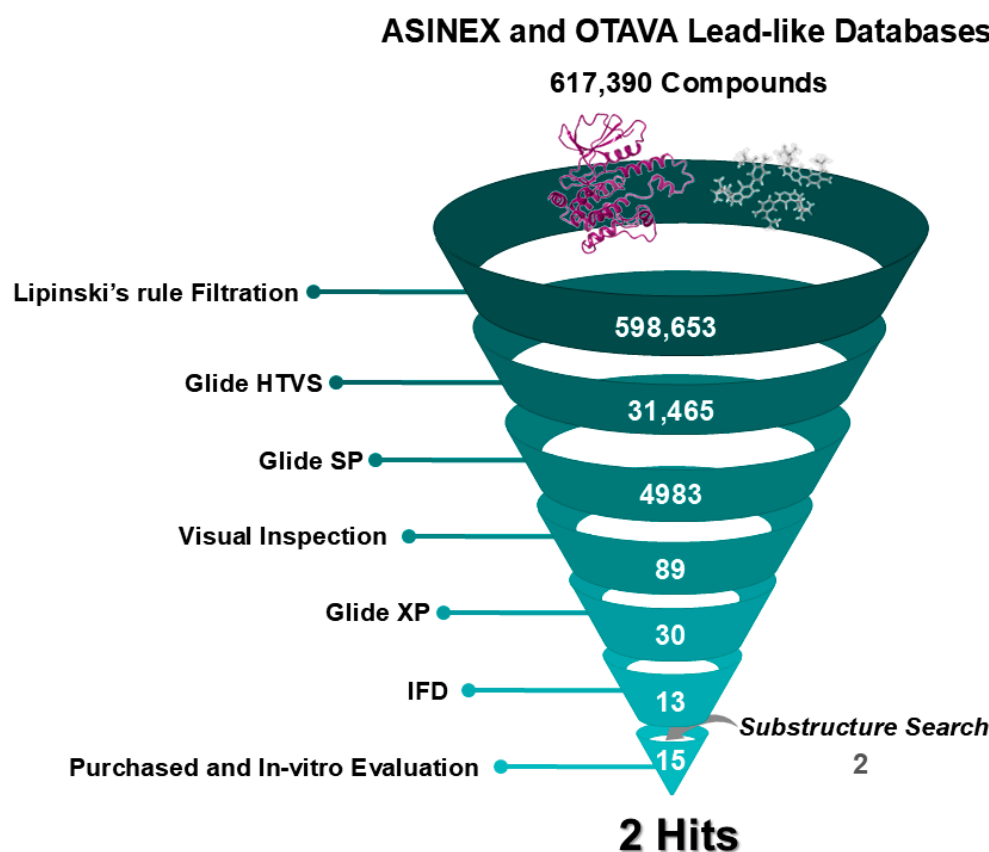 ASINEX and OTAVA Lead-like Databases
617,390 Compounds
Lipinski's rule Filtration
598,653
Glide HTVS
31,465
Glide SP
4983
Visual Inspection
89
Glide XP
30
IFD
13
Substructure Search
2
Purchased and In-vitro Evaluation
15
2 Hits